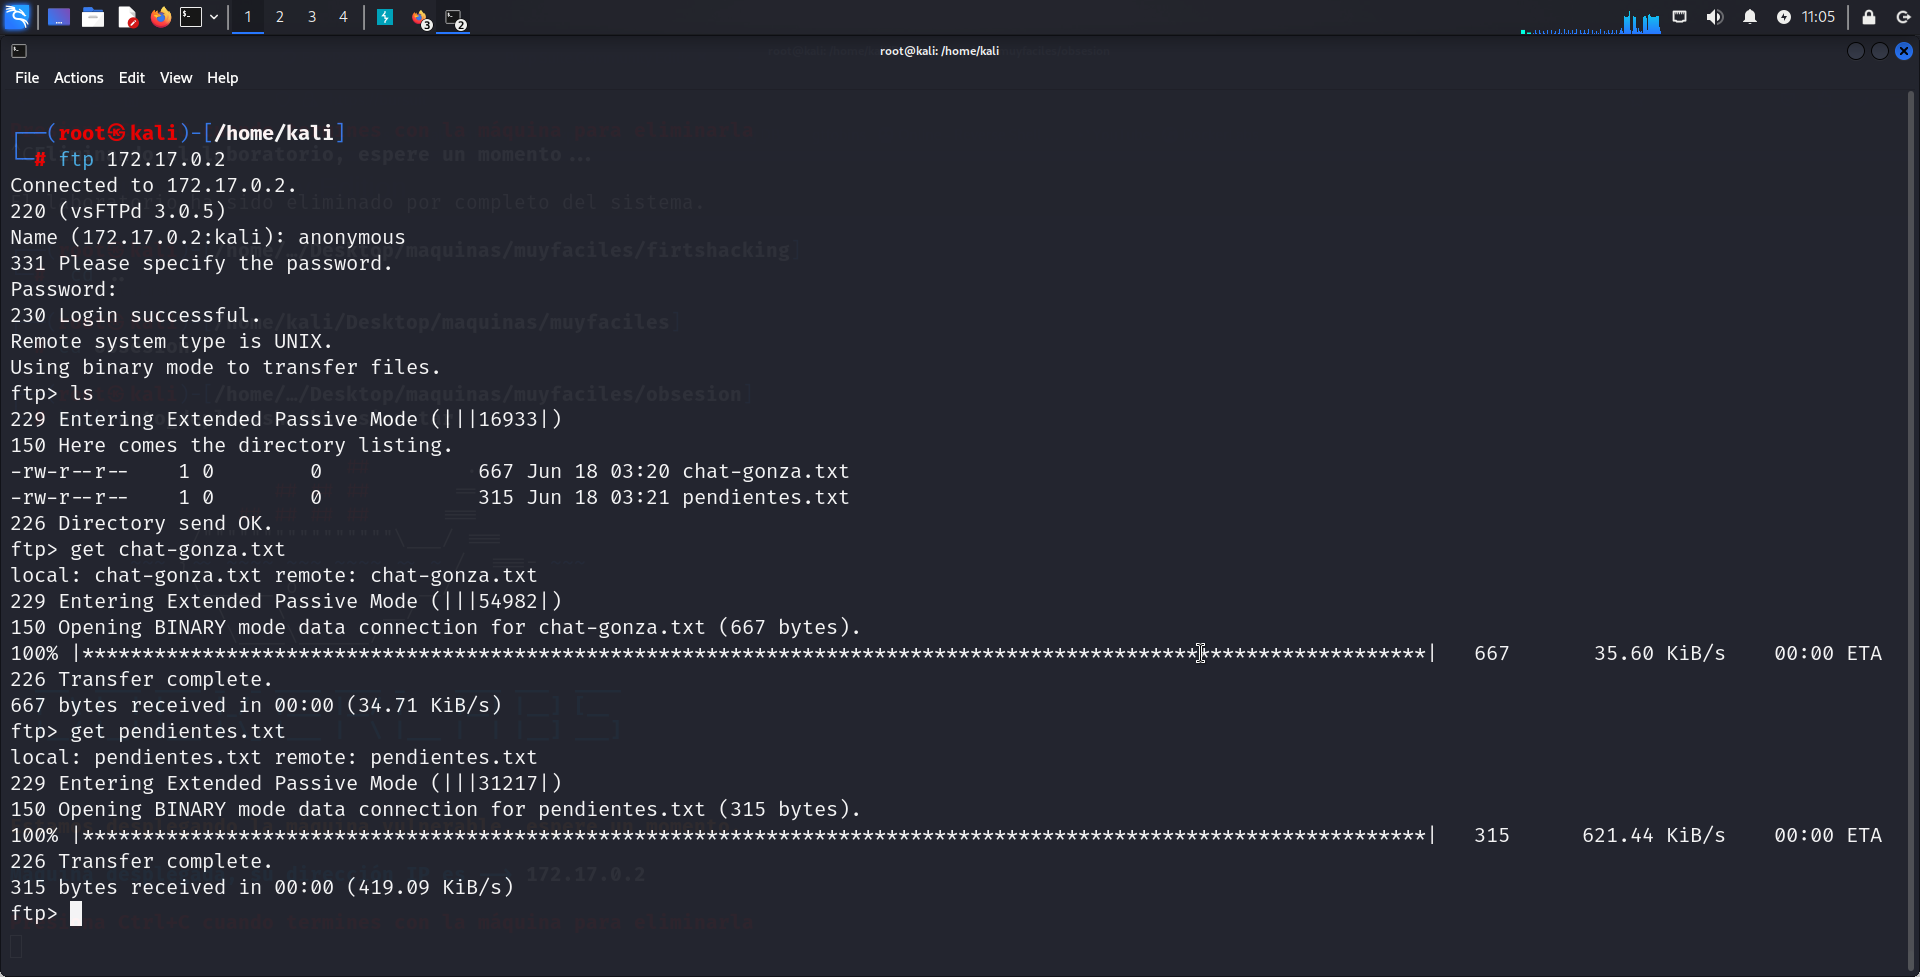 1 2 3 4
3
2
11:05
root@kali: /home/kali
File Actions Edit View Help
┌──(root㉿kali)-[/home/kali]
└─# ftp 172.17.0.2
Connected to 172.17.0.2.
220 (vsFTPd 3.0.5)
Name (172.17.0.2:kali): anonymous
331 Please specify the password.
Password:
230 Login successful.
Remote system type is UNIX.
Using binary mode to transfer files.
ftp> ls
229 Entering Extended Passive Mode (|||16933|)
150 Here comes the directory listing.
-rw-r--r--    1 0        0             667 Jun 18 03:20 chat-gonza.txt
-rw-r--r--    1 0        0             315 Jun 18 03:21 pendientes.txt
226 Directory send OK.
ftp> get chat-gonza.txt
local: chat-gonza.txt remote: chat-gonza.txt
229 Entering Extended Passive Mode (|||54982|)
150 Opening BINARY mode data connection for chat-gonza.txt (667 bytes).
100% |****************************************************************************************************************| 667 35.60 KiB/s 00:00 ETA
226 Transfer complete.
667 bytes received in 00:00 (34.71 KiB/s)
ftp> get pendientes.txt
local: pendientes.txt remote: pendientes.txt
229 Entering Extended Passive Mode (|||31217|)
150 Opening BINARY mode data connection for pendientes.txt (315 bytes).
100% |****************************************************************************************************************| 315 621.44 KiB/s 00:00 ETA
226 Transfer complete.
315 bytes received in 00:00 (419.09 KiB/s)
ftp>